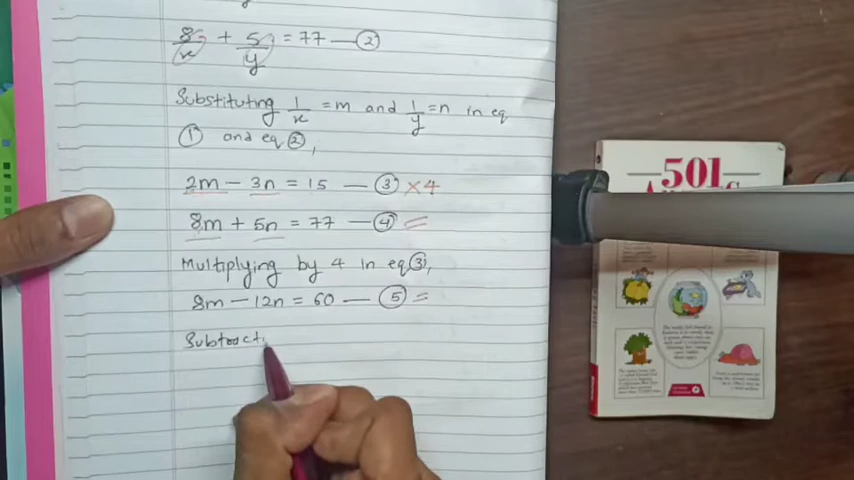 8/x + 5/y = 77 — ②
Substituting 1/x = m and 1/y = n in eq
① and eq ②,
2m − 3n = 15 — ③ × 4
8m + 5n = 77 — ④ =
Multiplying by 4 in eq ③,
8m − 12n = 60 — ⑤ =
Subtracti
501